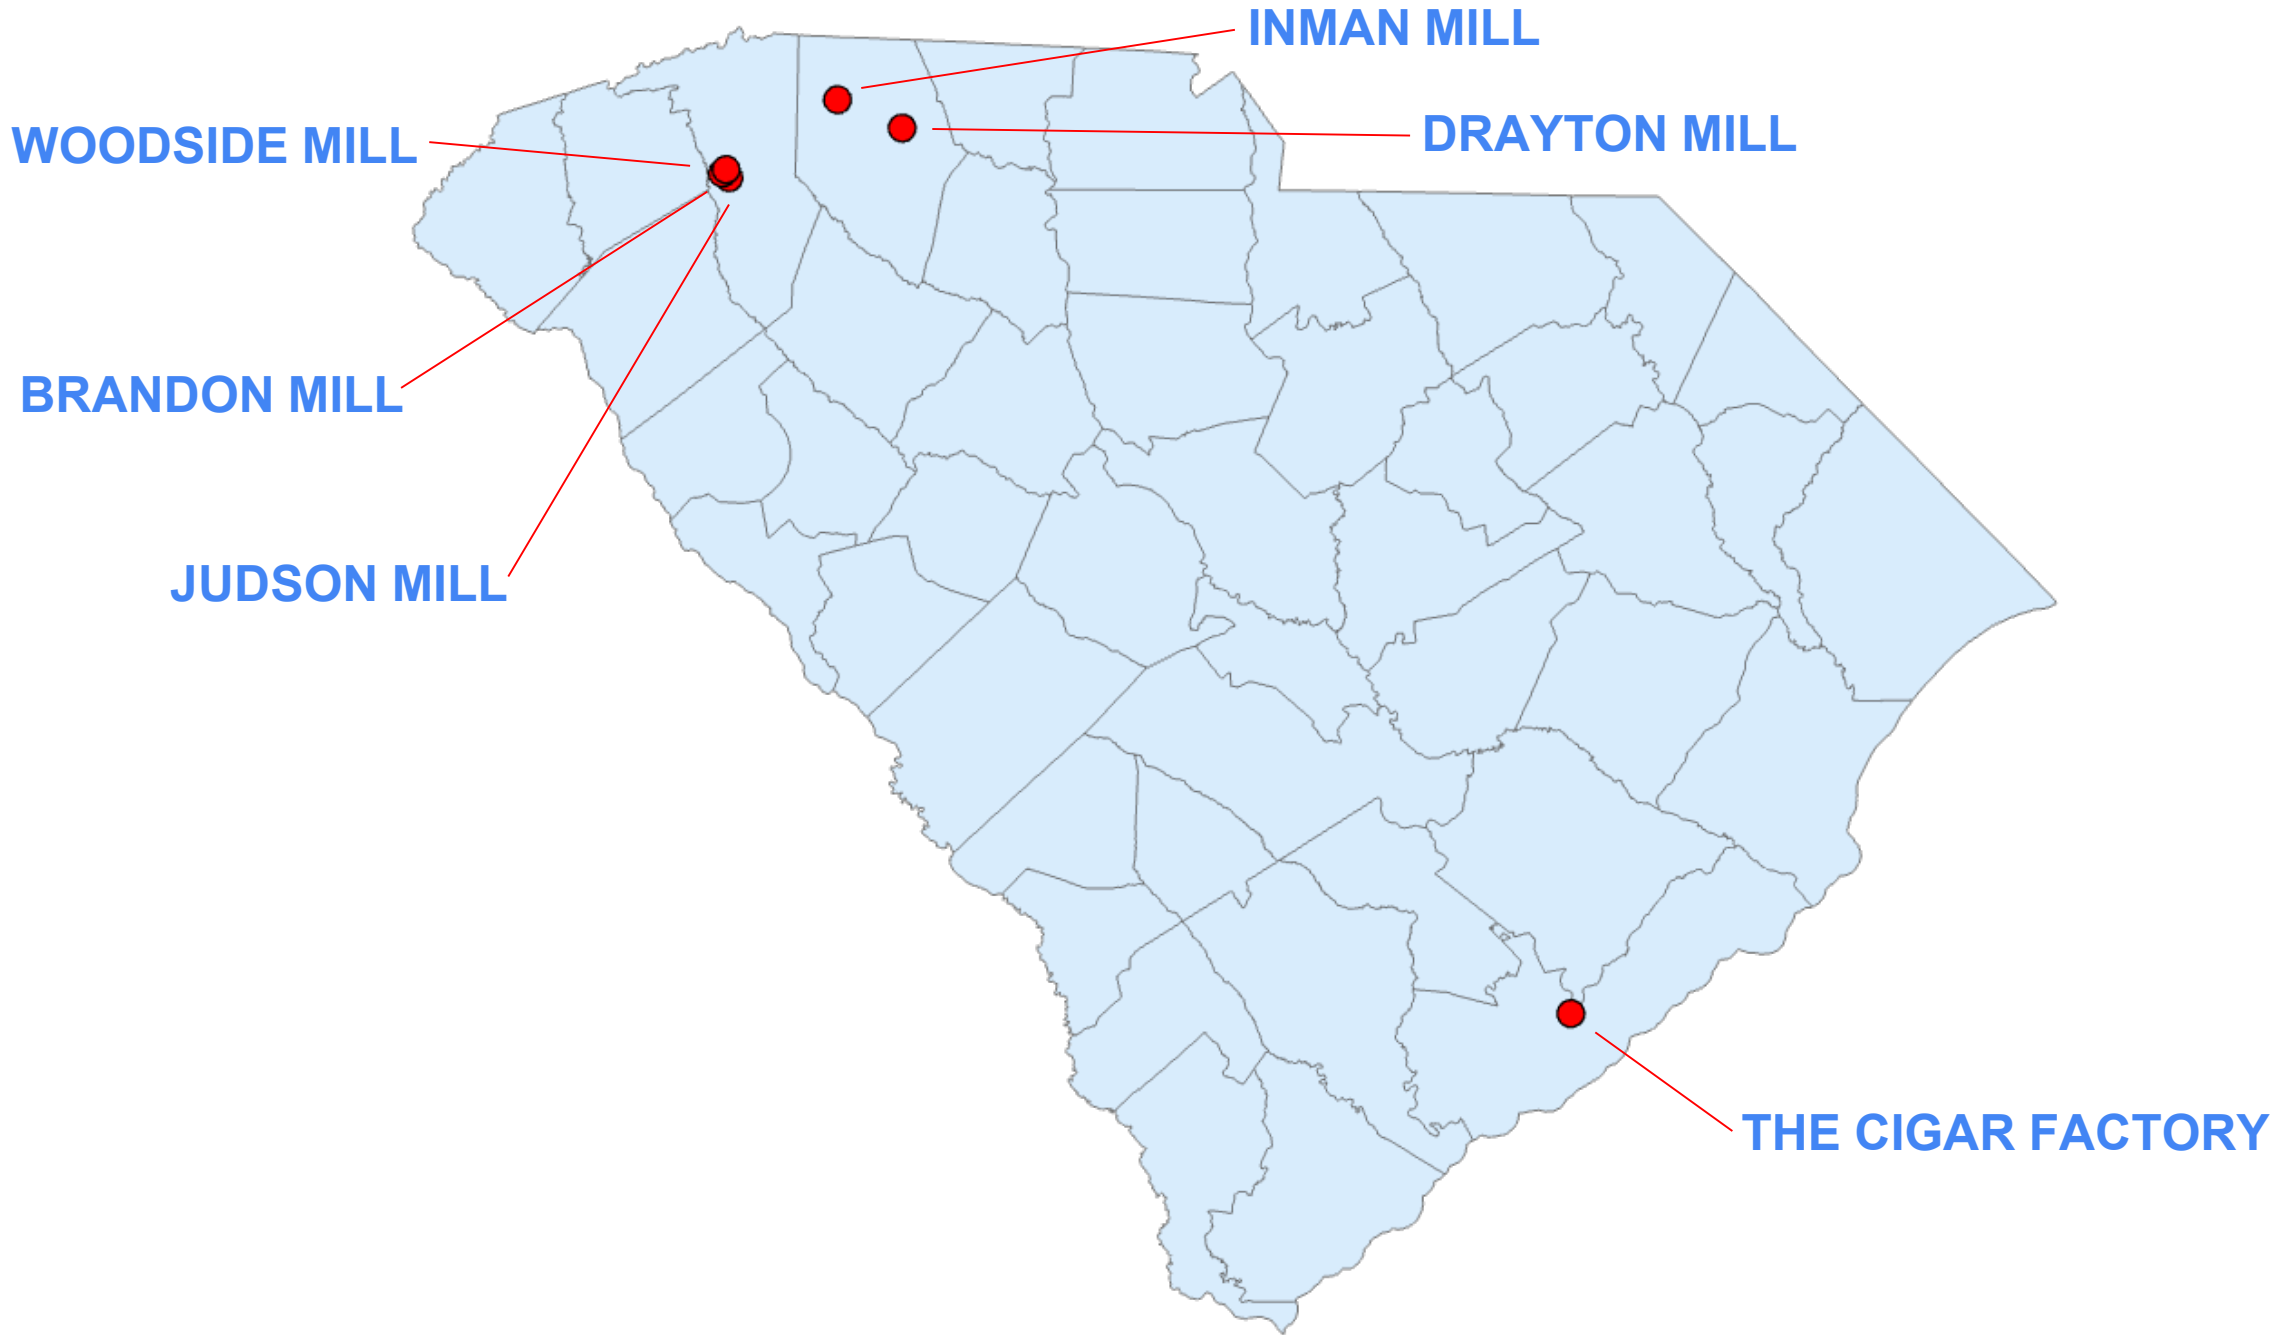 INMAN MILL
DRAYTON MILL
WOODSIDE MILL
BRANDON MILL
JUDSON MILL
THE CIGAR FACTORY